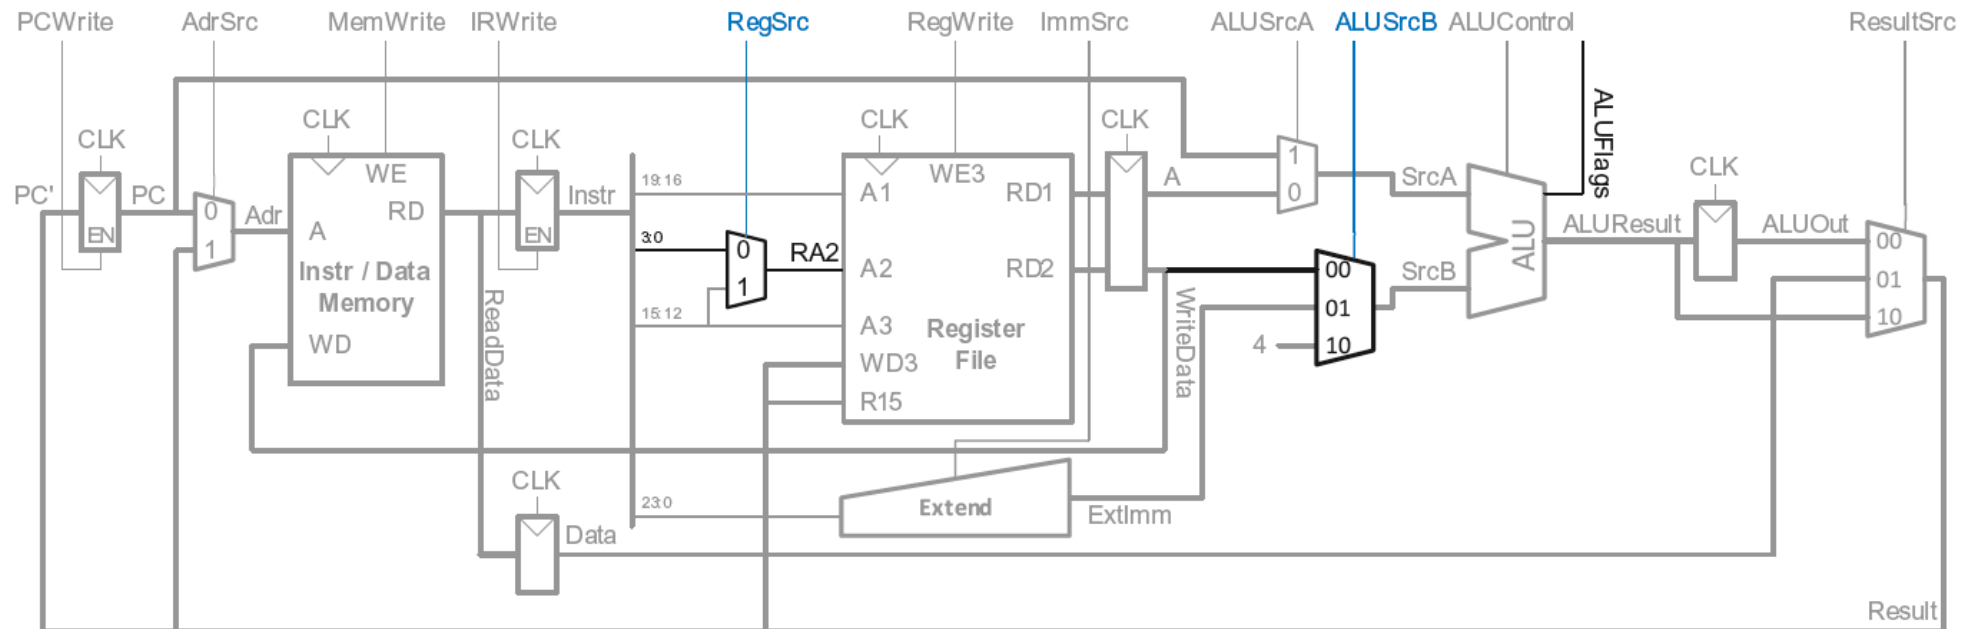 PCWrite AdrSrc MemWrite IRWrite RegSrc RegWrite ImmSrc ALUSrcA ALUSrcB ALUControl ResultSrc
CLK CLK CLK CLK CLK CLK
ALUFlags
PC' PC EN
0
1
Adr
WE
RD
A
Instr / Data
Memory
WD
ReadData
EN
Instr
19:16
3:0
15:12
23:0
0
1
RA2
A1
A2
A3
WD3
R15
WE3
RD1
RD2
Register
File
A
WriteData
1
0
SrcA
00
01
10
4
SrcB
ALU
ALUResult
CLK
ALUOut
00
01
10
CLK
Data
Extend
ExtImm
Result